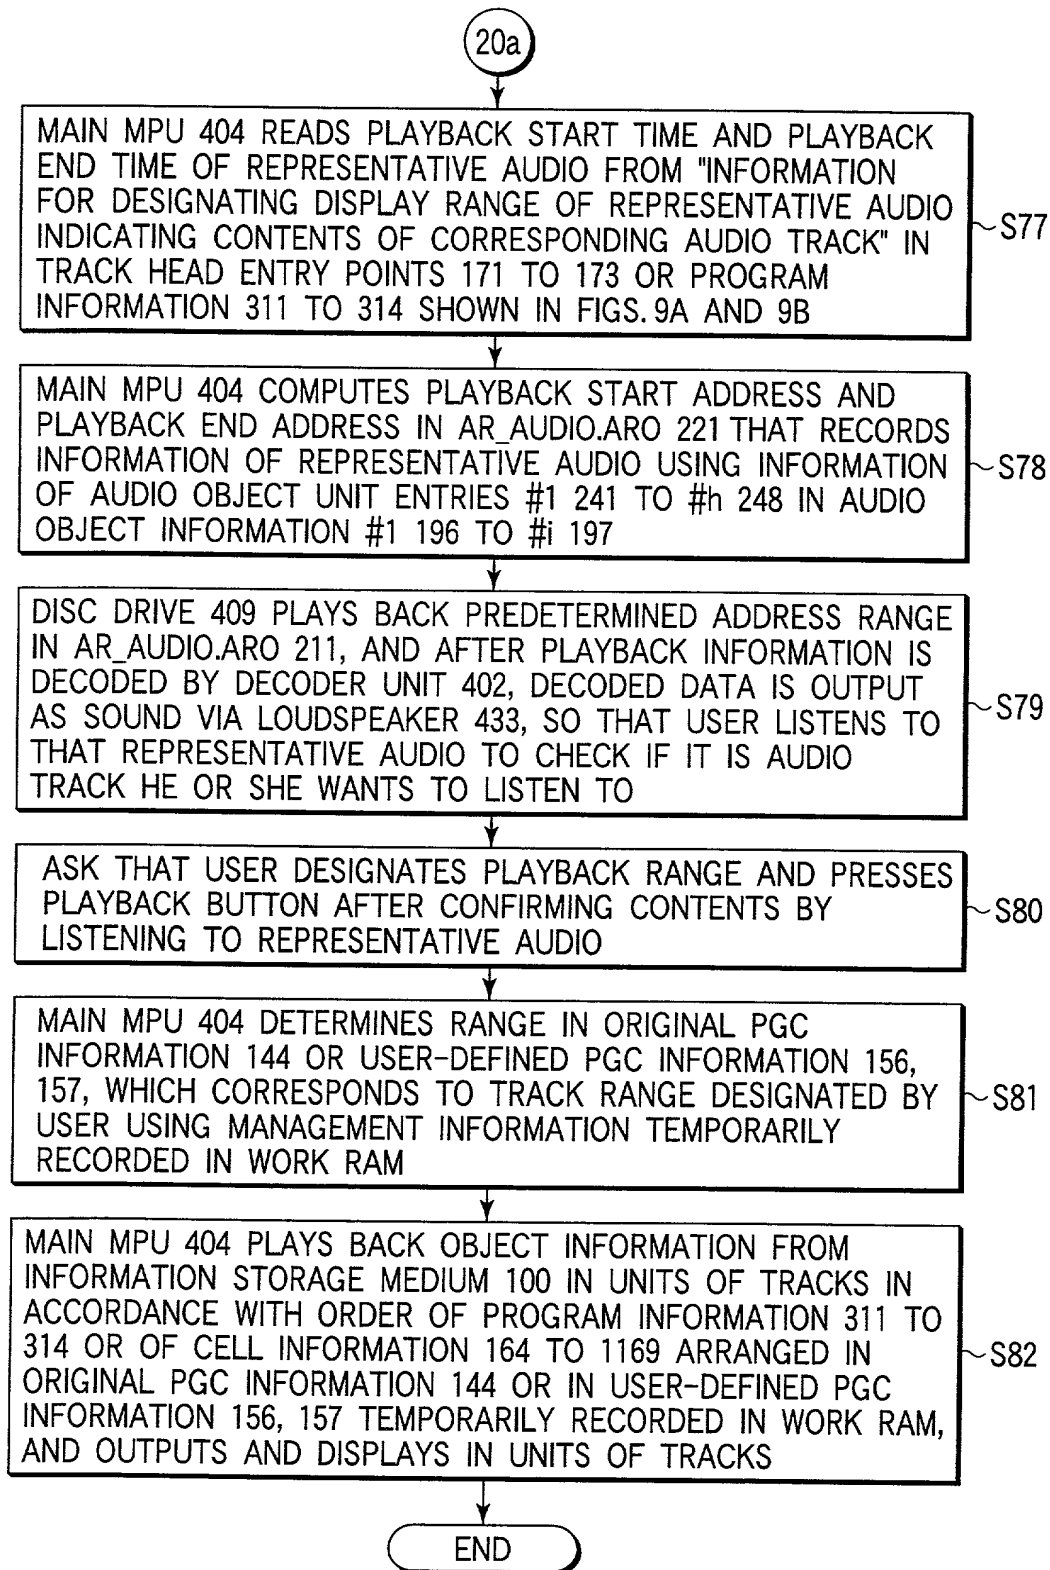 20a
MAIN MPU 404 READS PLAYBACK START TIME AND PLAYBACK
END TIME OF REPRESENTATIVE AUDIO FROM "INFORMATION
FOR DESIGNATING DISPLAY RANGE OF REPRESENTATIVE AUDIO
INDICATING CONTENTS OF CORRESPONDING AUDIO TRACK" IN
TRACK HEAD ENTRY POINTS 171 TO 173 OR PROGRAM
INFORMATION 311 TO 314 SHOWN IN FIGS. 9A AND 9B
S77
MAIN MPU 404 COMPUTES PLAYBACK START ADDRESS AND
PLAYBACK END ADDRESS IN AR_AUDIO.ARO 221 THAT RECORDS
INFORMATION OF REPRESENTATIVE AUDIO USING INFORMATION
OF AUDIO OBJECT UNIT ENTRIES #1 241 TO #h 248 IN AUDIO
OBJECT INFORMATION #1 196 TO #i 197
S78
DISC DRIVE 409 PLAYS BACK PREDETERMINED ADDRESS RANGE
IN AR_AUDIO.ARO 211, AND AFTER PLAYBACK INFORMATION IS
DECODED BY DECODER UNIT 402, DECODED DATA IS OUTPUT
AS SOUND VIA LOUDSPEAKER 433, SO THAT USER LISTENS TO
THAT REPRESENTATIVE AUDIO TO CHECK IF IT IS AUDIO
TRACK HE OR SHE WANTS TO LISTEN TO
S79
ASK THAT USER DESIGNATES PLAYBACK RANGE AND PRESSES
PLAYBACK BUTTON AFTER CONFIRMING CONTENTS BY
LISTENING TO REPRESENTATIVE AUDIO
S80
MAIN MPU 404 DETERMINES RANGE IN ORIGINAL PGC
INFORMATION 144 OR USER-DEFINED PGC INFORMATION 156,
157, WHICH CORRESPONDS TO TRACK RANGE DESIGNATED BY
USER USING MANAGEMENT INFORMATION TEMPORARILY
RECORDED IN WORK RAM
S81
MAIN MPU 404 PLAYS BACK OBJECT INFORMATION FROM
INFORMATION STORAGE MEDIUM 100 IN UNITS OF TRACKS IN
ACCORDANCE WITH ORDER OF PROGRAM INFORMATION 311 TO
314 OR OF CELL INFORMATION 164 TO 1169 ARRANGED IN
ORIGINAL PGC INFORMATION 144 OR IN USER-DEFINED PGC
INFORMATION 156, 157 TEMPORARILY RECORDED IN WORK RAM,
AND OUTPUTS AND DISPLAYS IN UNITS OF TRACKS
S82
END